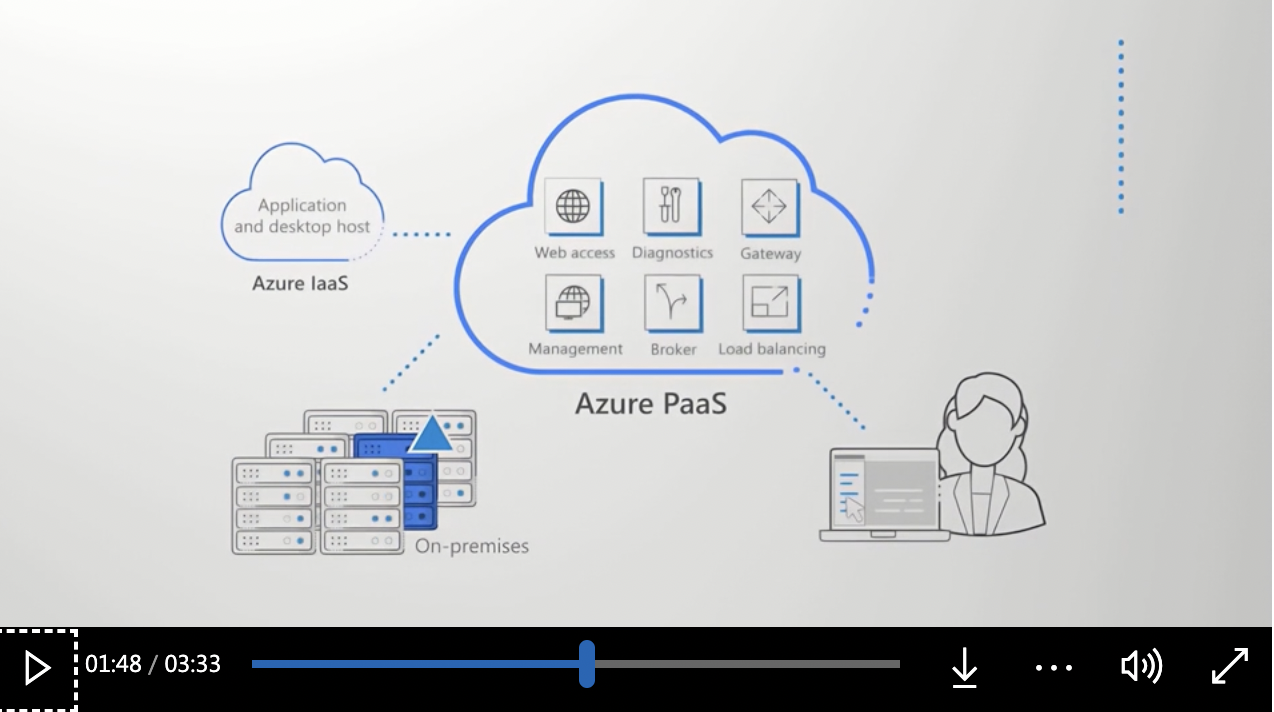 Application
and desktop host
Azure IaaS
Web access
Diagnostics
Gateway
Management
Broker
Load balancing
Azure PaaS
On-premises
01:48 / 03:33